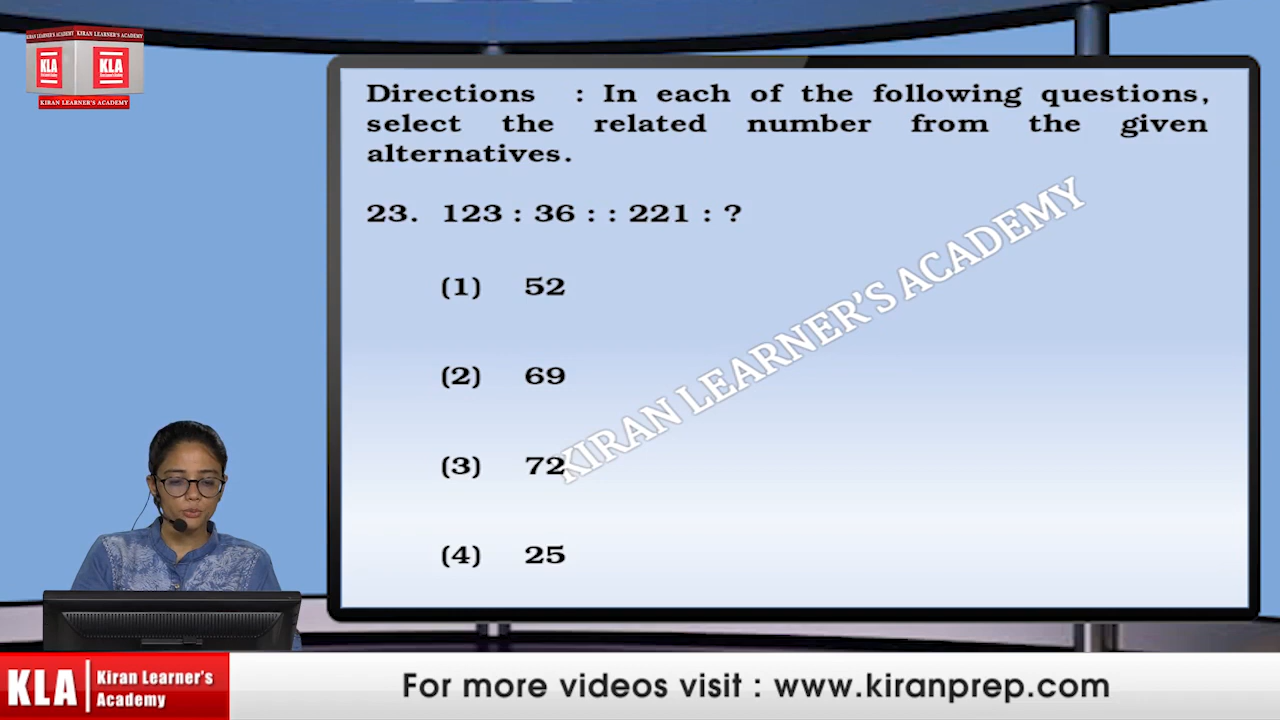 KIRAN LEARNER'S ACADEMY KIRAN LEARNER'S ACADEMY
KLA KLA
KIRAN LEARNER'S ACADEMY
Directions : In each of the following questions,
select the related number from the given
alternatives.
23. 123 : 36 : : 221 : ?
(1) 52
(2) 69
(3) 72
(4) 25
KIRAN LEARNER'S ACADEMY
KLA Kiran Learner's
Academy
For more videos visit : www.kiranprep.com